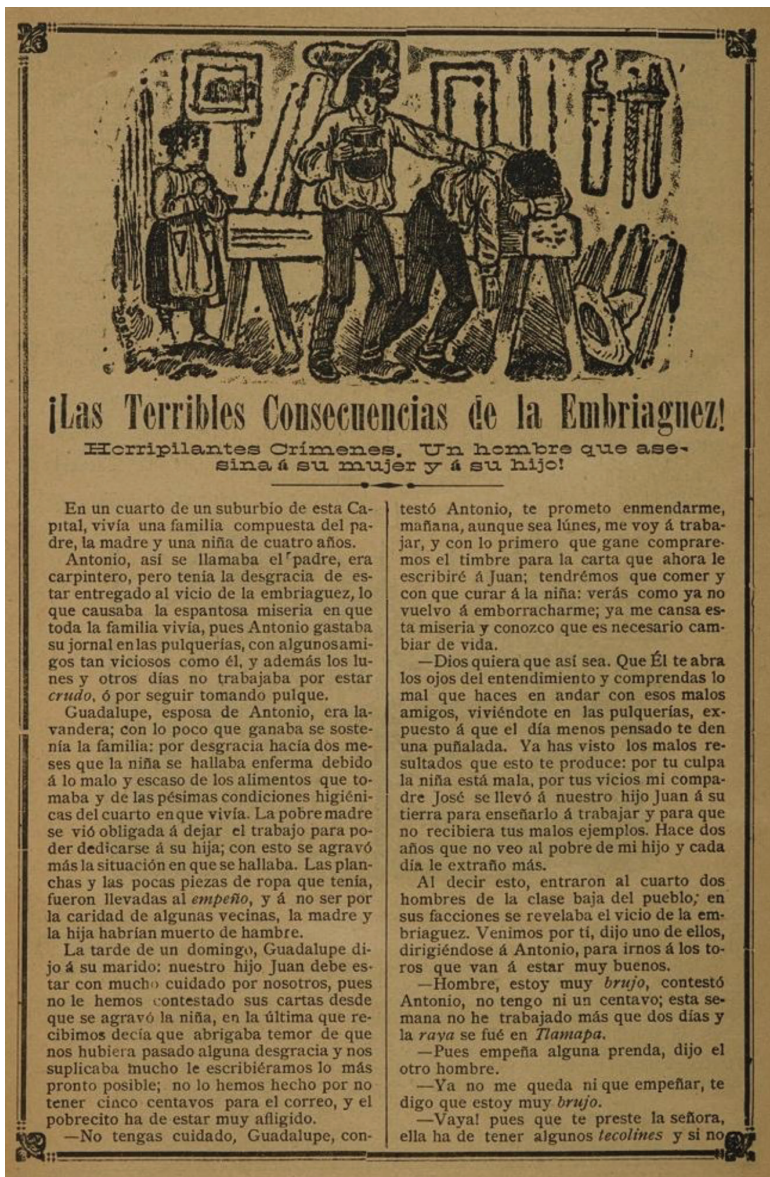 ¡Las Terribles Consecuencias de la Embriaguez!
Horripilantes Crímenes. Un hombre que ase-
sina á su mujer y á su hijo!
En un cuarto de un suburbio de esta Ca-
pital, vivía una familia compuesta del pa-
dre, la madre y una niña de cuatro años.
Antonio, así se llamaba el padre, era
carpintero, pero tenía la desgracia de es-
tar entregado al vicio de la embriaguez, lo
que causaba la espantosa miseria en que
toda la familia vivía, pues Antonio gastaba
su jornal en las pulquerías, con algunos ami-
gos tan viciosos como él, y además los lu-
nes y otros días no trabajaba por estar
crudo, ó por seguir tomando pulque.
Guadalupe, esposa de Antonio, era la-
vandera; con lo poco que ganaba se soste-
nía la familia: por desgracia hacía dos me-
ses que la niña se hallaba enferma debido
á lo malo y escaso de los alimentos que to-
maba y de las pésimas condiciones higiéni-
cas del cuarto en que vivía. La pobre madre
se vió obligada á dejar el trabajo para po-
der dedicarse á su hija; con esto se agravó
más la situación en que se hallaba. Las plan-
chas y las pocas piezas de ropa que tenía,
fueron llevadas al empeño, y á no ser por
la caridad de algunas vecinas, la madre y
la hija habrían muerto de hambre.
La tarde de un domingo, Guadalupe di-
jo á su marido: nuestro hijo Juan debe es-
tar con mucho cuidado por nosotros, pues
no le hemos contestado sus cartas desde
que se agravó la niña, en la última que re-
cibimos decía que abrigaba temor de que
nos hubiera pasado alguna desgracia y nos
suplicaba mucho le escribiéramos lo más
pronto posible; no lo hemos hecho por no
tener cinco centavos para el correo, y el
pobrecito ha de estar muy afligido.
—No tengas cuidado, Guadalupe, con-
testó Antonio, te prometo enmendarme,
mañana, aunque sea lúnes, me voy á traba-
jar, y con lo primero que gane comprare-
mos el timbre para la carta que ahora le
escribiré á Juan; tendrémos que comer y
con que curar á la niña: verás como ya no
vuelvo á emborracharme; ya me cansa es-
ta miseria y conozco que es necesario cam-
biar de vida.
—Dios quiera que así sea. Que Él te abra
los ojos del entendimiento y comprendas lo
mal que haces en andar con esos malos
amigos, viviéndote en las pulquerías, ex-
puesto á que el día menos pensado te den
una puñalada. Ya has visto los malos re-
sultados que esto te produce: por tu culpa
la niña está mala, por tus vicios mi compa-
dre José se llevó á nuestro hijo Juan á su
tierra para enseñarlo á trabajar y para que
no recibiera tus malos ejemplos. Hace dos
años que no veo al pobre de mi hijo y cada
día le extraño más.
Al decir esto, entraron al cuarto dos
hombres de la clase baja del pueblo; en
sus facciones se revelaba el vicio de la em-
briaguez. Venimos por tí, dijo uno de ellos,
dirigiéndose á Antonio, para irnos á los to-
ros que van á estar muy buenos.
—Hombre, estoy muy brujo, contestó
Antonio, no tengo ni un centavo; esta se-
mana no he trabajado más que dos días y
la raya se fué en Tlamapa.
—Pues empeña alguna prenda, dijo el
otro hombre.
—Ya no me queda ni que empeñar, te
digo que estoy muy brujo.
—Vaya! pues que te preste la señora,
ella ha de tener algunos tecolines y si no